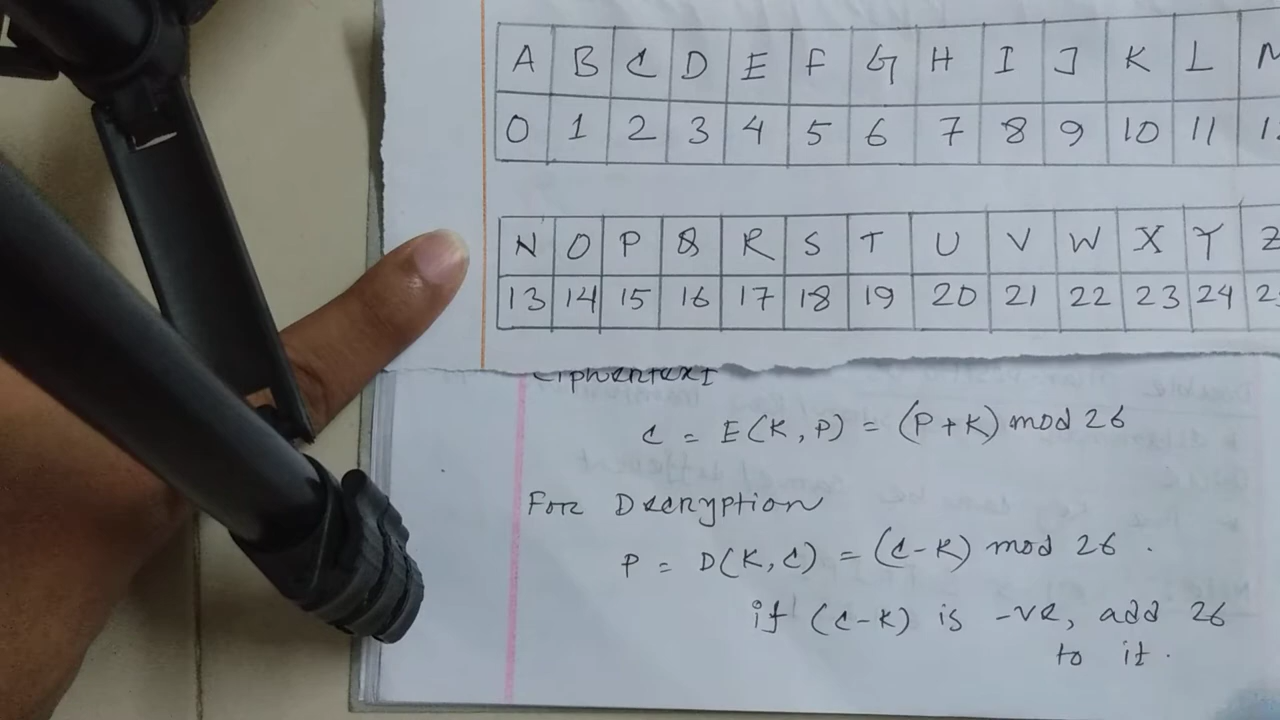 A B C D E F G H I J K L
0 1 2 3 4 5 6 7 8 9 10 11
N O P Q R S T U V W X Y Z
13 14 15 16 17 18 19 20 21 22 23 24
Ciphertext
C = E(K, P) = (P+K) mod 26
For Decryption
P = D(K, C) = (C-K) mod 26.
if (C-K) is -ve, add 26
to it.